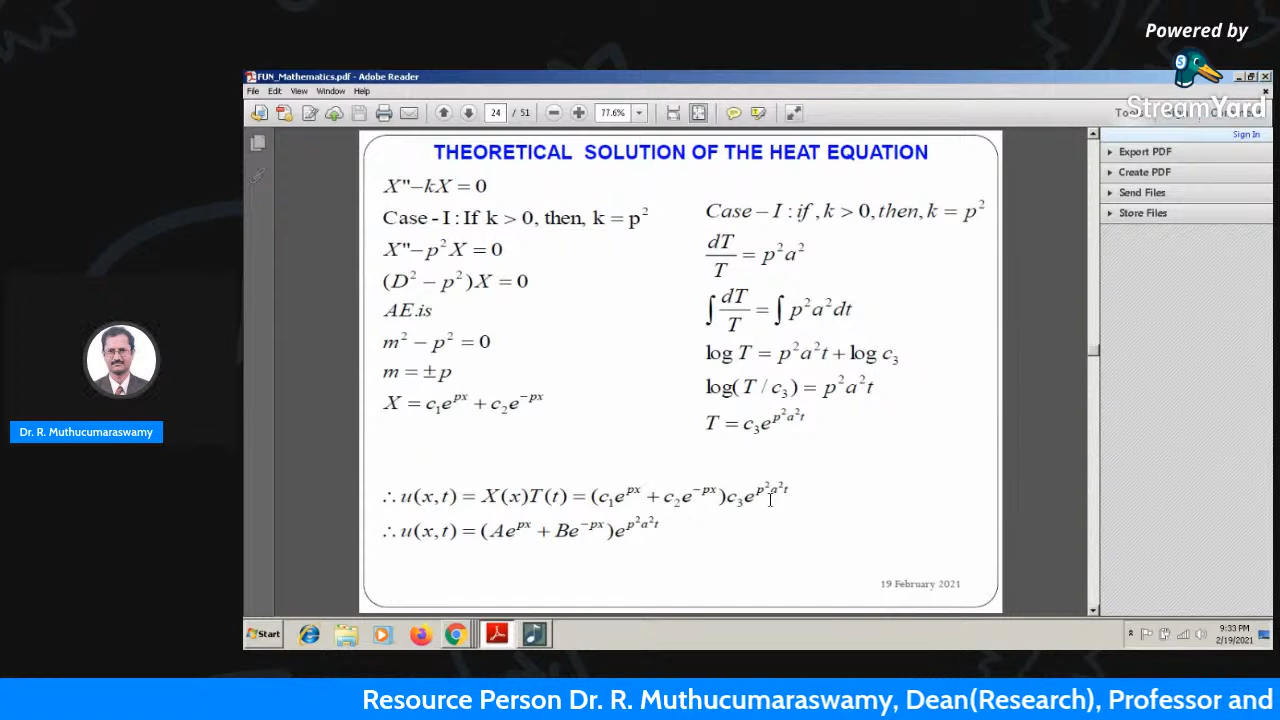 Powered by
StreamYard
FUN_Mathematics.pdf - Adobe Reader
File Edit View Window Help
24 / 51 77.6%
Sign In
Export PDF
Create PDF
Send Files
Store Files
THEORETICAL SOLUTION OF THE HEAT EQUATION
X"−kX = 0
Case - I : If k > 0, then, k = p²
X"−p²X = 0
(D² − p²)X = 0
AE.is
m² − p² = 0
m = ±p
X = c₁e^{px} + c₂e^{−px}
Case − I : if , k > 0, then, k = p²
dT/T = p²a²
∫ dT/T = ∫ p²a²dt
log T = p²a²t + log c₃
log( T / c₃) = p²a²t
T = c₃e^{p²a²t}
∴ u(x,t) = X(x)T(t) = (c₁e^{px} + c₂e^{−px})c₃e^{p²a²t}
∴ u(x,t) = (Ae^{px} + Be^{−px})e^{p²a²t}
19 February 2021
Dr. R. Muthucumaraswamy
Start
9:33 PM
2/19/2021
Resource Person Dr. R. Muthucumaraswamy, Dean(Research), Professor and